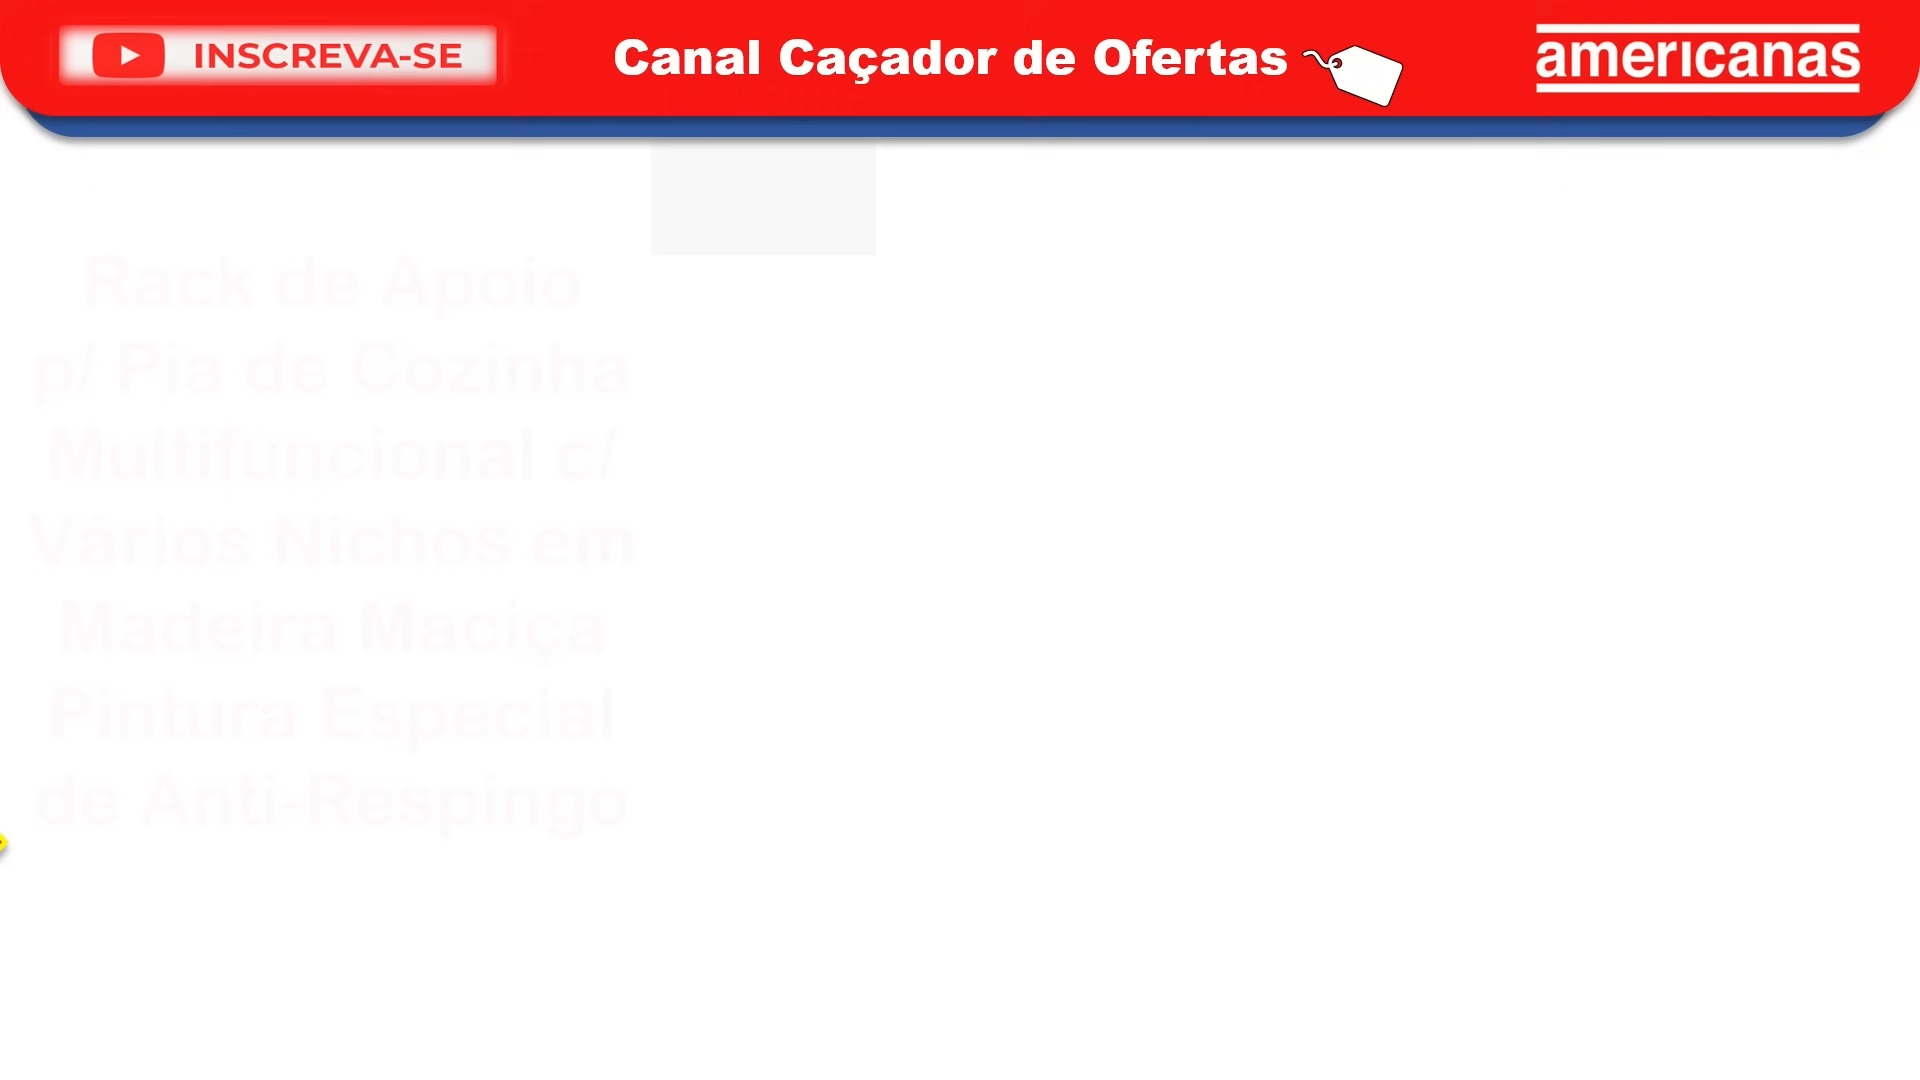 INSCREVA-SE
Canal Caçador de Ofertas
americanas
Rack de Apoio
p/ Pia de Cozinha
Multifuncional c/
Vários Nichos em
Madeira Maciça
Pintura Especial
de Anti-Respingo